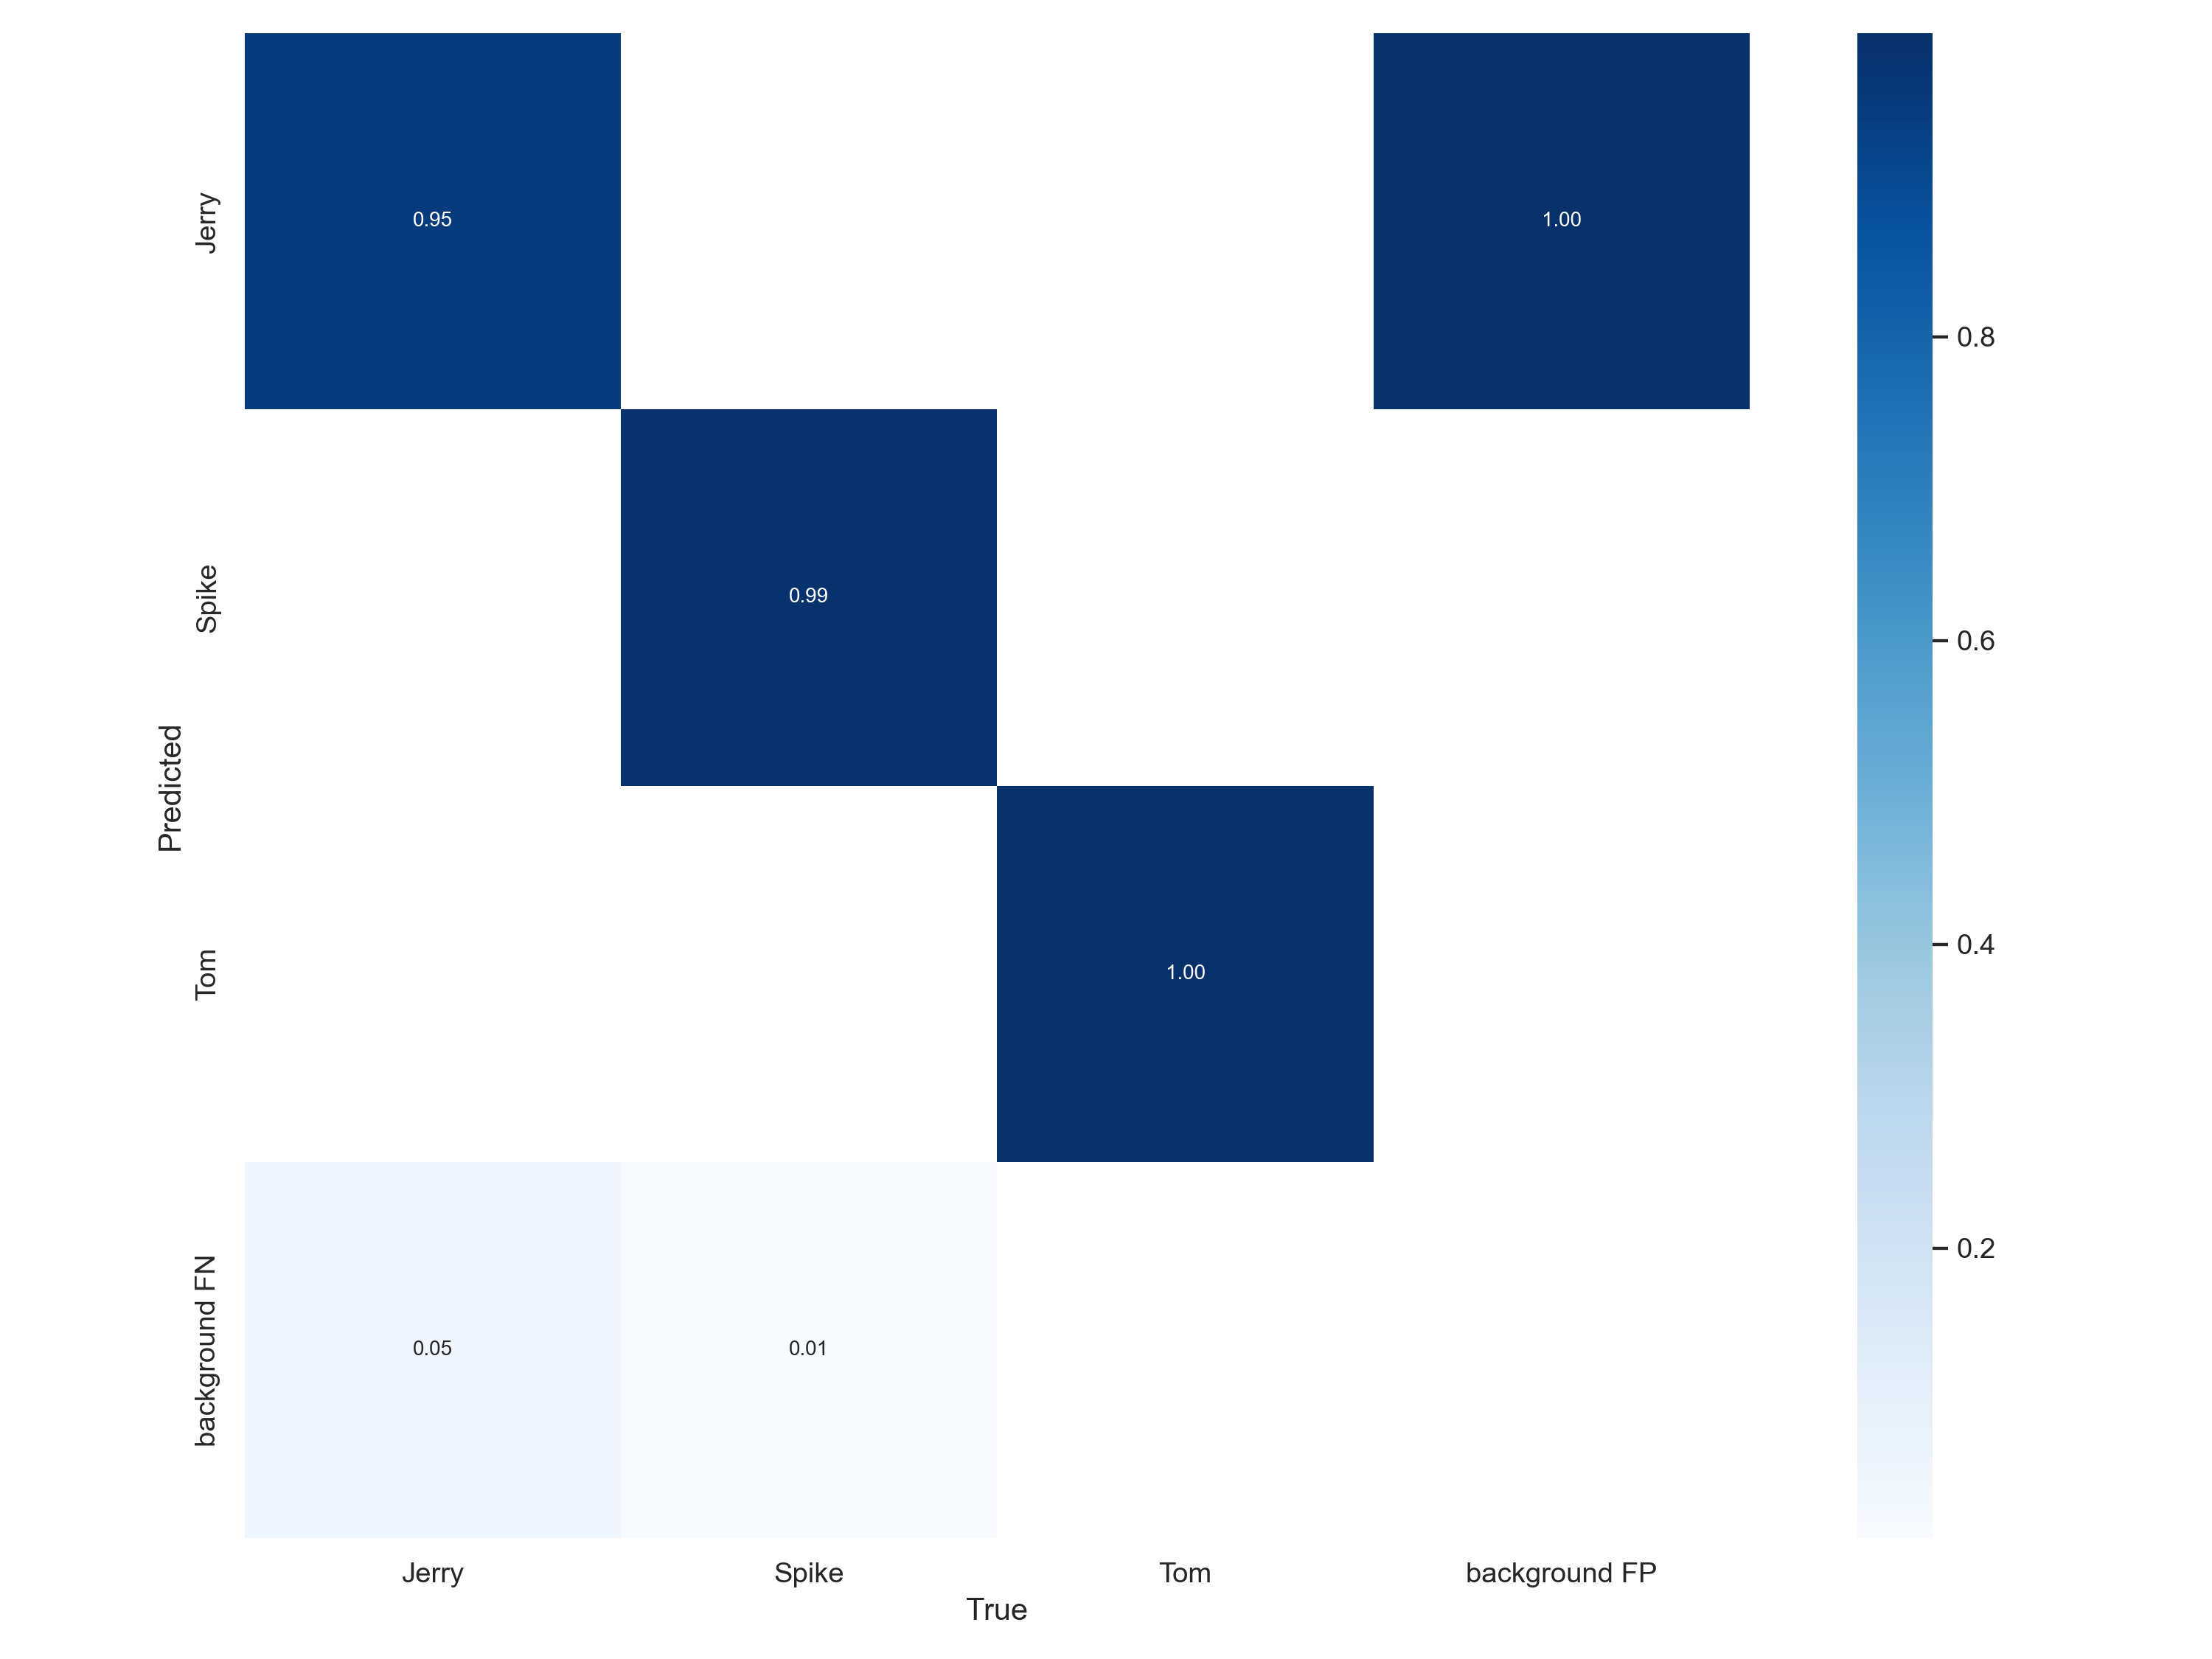 Jerry
0.95
1.00
0.8
Spike
0.99
0.6
Predicted
Tom
1.00
0.4
background FN
0.05
0.01
0.2
Jerry
Spike
Tom
background FP
True